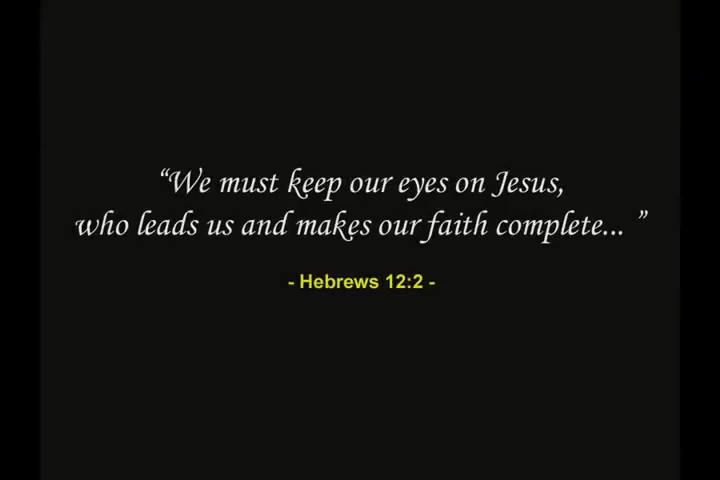 “We must keep our eyes on Jesus,
who leads us and makes our faith complete... ”
- Hebrews 12:2 -